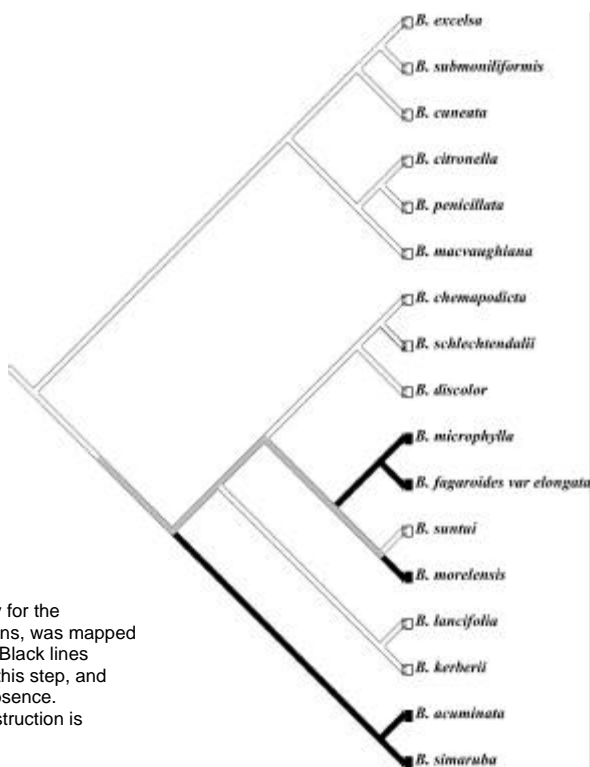 B. excelsa
B. submoniliformis
B. cuneata
B. citronella
B. penicillata
B. macvaughiana
B. chemapodicta
B. schlechtendalii
B. discolor
B. microphylla
B. fagaroides var elongata
B. suntui
B. morelensis
B. lancifolia
B. kerberii
B. acuminata
B. simaruba
for the
ns, was mapped
Black lines
this step, and
bsence.
struction is